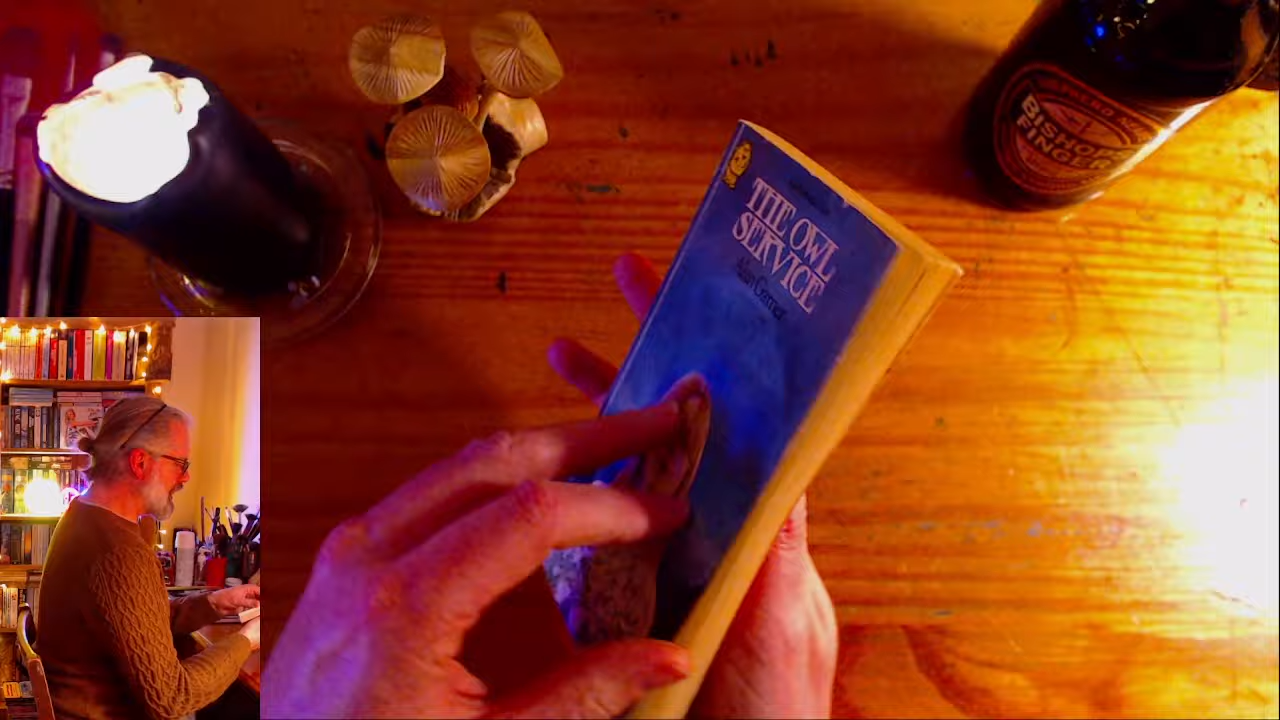 THE OWL
SERVICE
Alan Garner
BISHOPS
FINGER